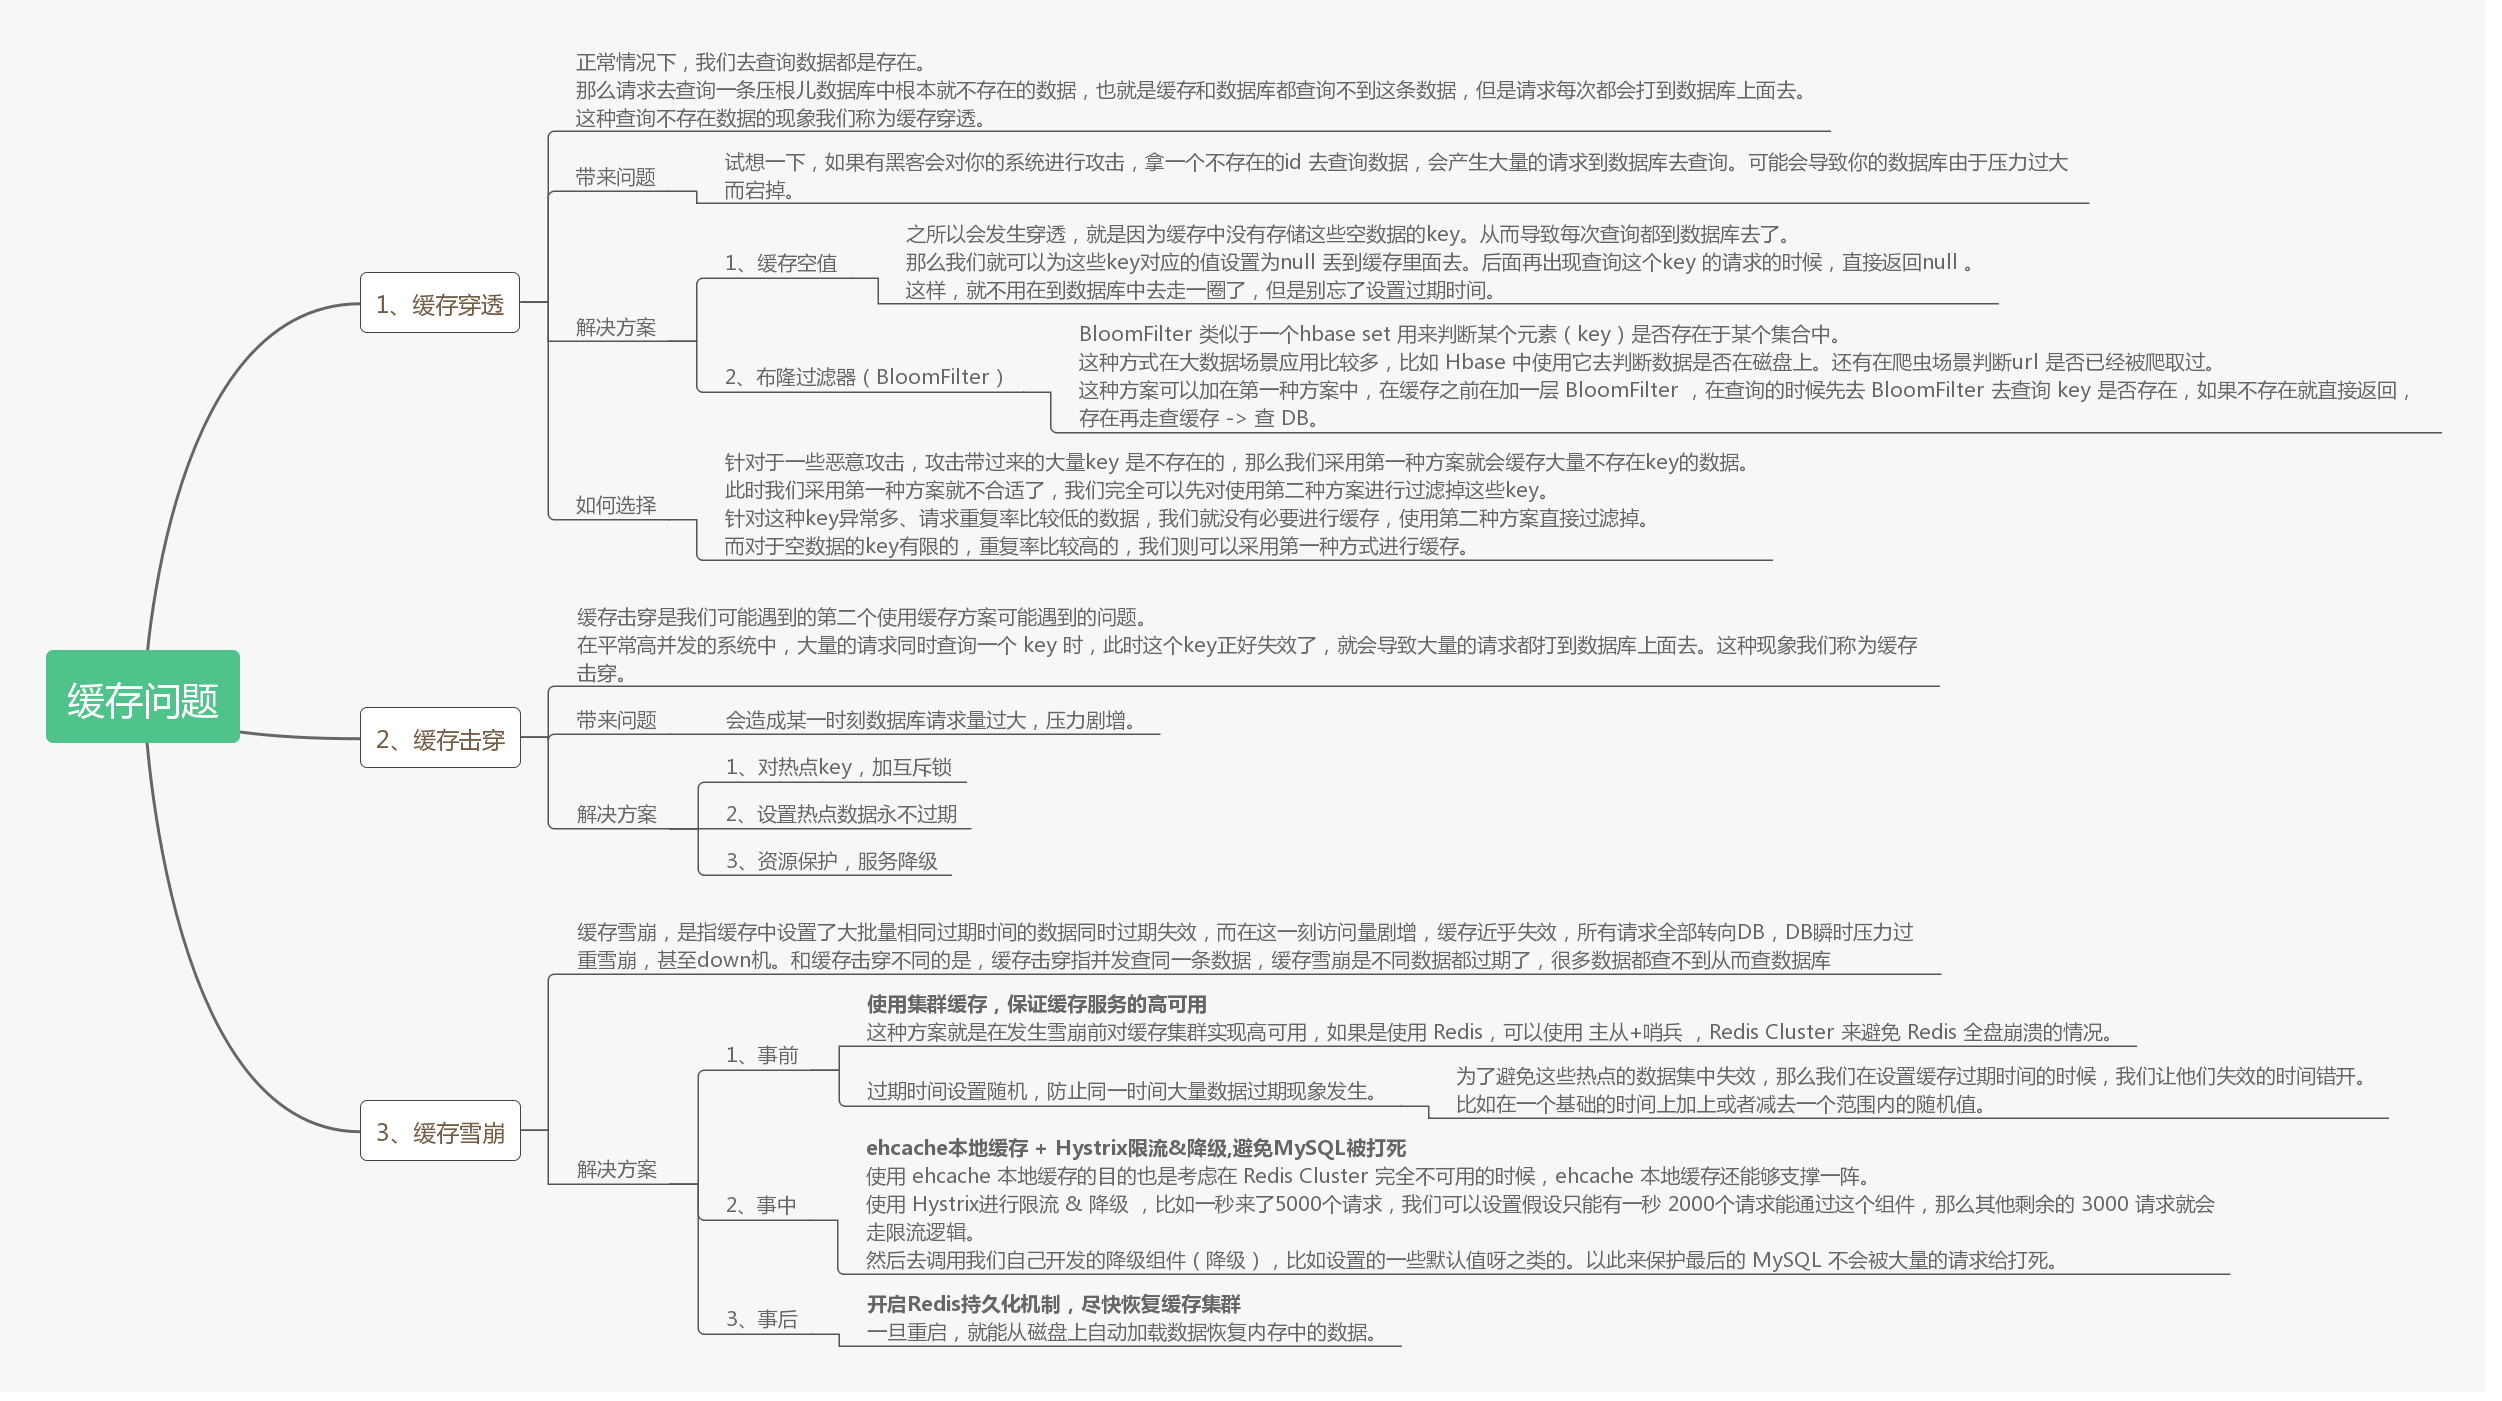 缓存问题
1、缓存穿透
正常情况下，我们去查询数据都是存在。
那么请求去查询一条压根儿数据库中根本就不存在的数据，也就是缓存和数据库都查询不到这条数据，但是请求每次都会打到数据库上面去。
这种查询不存在数据的现象我们称为缓存穿透。
带来问题
试想一下，如果有黑客会对你的系统进行攻击，拿一个不存在的id 去查询数据，会产生大量的请求到数据库去查询。可能会导致你的数据库由于压力过大
而宕掉。
解决方案
1、缓存空值
之所以会发生穿透，就是因为缓存中没有存储这些空数据的key。从而导致每次查询都到数据库去了。
那么我们就可以为这些key对应的值设置为null 丢到缓存里面去。后面再出现查询这个key 的请求的时候，直接返回null 。
这样，就不用在到数据库中去走一圈了，但是别忘了设置过期时间。
2、布隆过滤器（BloomFilter）
BloomFilter 类似于一个hbase set 用来判断某个元素（key）是否存在于某个集合中。
这种方式在大数据场景应用比较多，比如 Hbase 中使用它去判断数据是否在磁盘上。还有在爬虫场景判断url 是否已经被爬取过。
这种方案可以加在第一种方案中，在缓存之前在加一层 BloomFilter ，在查询的时候先去 BloomFilter 去查询 key 是否存在，如果不存在就直接返回，
存在再走查缓存 -> 查 DB。
如何选择
针对于一些恶意攻击，攻击带过来的大量key 是不存在的，那么我们采用第一种方案就会缓存大量不存在key的数据。
此时我们采用第一种方案就不合适了，我们完全可以先对使用第二种方案进行过滤掉这些key。
针对这种key异常多、请求重复率比较低的数据，我们就没有必要进行缓存，使用第二种方案直接过滤掉。
而对于空数据的key有限的，重复率比较高的，我们则可以采用第一种方式进行缓存。
2、缓存击穿
缓存击穿是我们可能遇到的第二个使用缓存方案可能遇到的问题。
在平常高并发的系统中，大量的请求同时查询一个 key 时，此时这个key正好失效了，就会导致大量的请求都打到数据库上面去。这种现象我们称为缓存
击穿。
带来问题
会造成某一时刻数据库请求量过大，压力剧增。
解决方案
1、对热点key，加互斥锁
2、设置热点数据永不过期
3、资源保护，服务降级
3、缓存雪崩
缓存雪崩，是指缓存中设置了大批量相同过期时间的数据同时过期失效，而在这一刻访问量剧增，缓存近乎失效，所有请求全部转向DB，DB瞬时压力过
重雪崩，甚至down机。和缓存击穿不同的是，缓存击穿指并发查同一条数据，缓存雪崩是不同数据都过期了，很多数据都查不到从而查数据库
解决方案
1、事前
使用集群缓存，保证缓存服务的高可用
这种方案就是在发生雪崩前对缓存集群实现高可用，如果是使用 Redis，可以使用 主从+哨兵 ，Redis Cluster 来避免 Redis 全盘崩溃的情况。
过期时间设置随机，防止同一时间大量数据过期现象发生。
为了避免这些热点的数据集中失效，那么我们在设置缓存过期时间的时候，我们让他们失效的时间错开。
比如在一个基础的时间上加上或者减去一个范围内的随机值。
2、事中
ehcache本地缓存 + Hystrix限流&降级,避免MySQL被打死
使用 ehcache 本地缓存的目的也是考虑在 Redis Cluster 完全不可用的时候，ehcache 本地缓存还能够支撑一阵。
使用 Hystrix进行限流 & 降级 ，比如一秒来了5000个请求，我们可以设置假设只能有一秒 2000个请求能通过这个组件，那么其他剩余的 3000 请求就会
走限流逻辑。
然后去调用我们自己开发的降级组件（降级），比如设置的一些默认值呀之类的。以此来保护最后的 MySQL 不会被大量的请求给打死。
3、事后
开启Redis持久化机制，尽快恢复缓存集群
一旦重启，就能从磁盘上自动加载数据恢复内存中的数据。